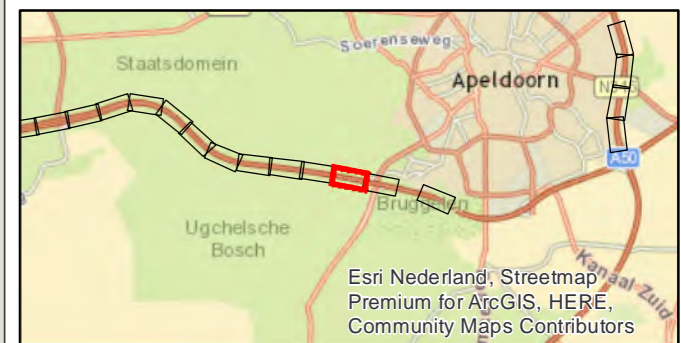 Soerenseweg
Staatsdomein
Apeldoorn
A50
Bruggelen
Ugchelsche
Bosch
Kanaal Zuid
Esri Nederland, Streetmap
Premium for ArcGIS, HERE,
Community Maps Contributors